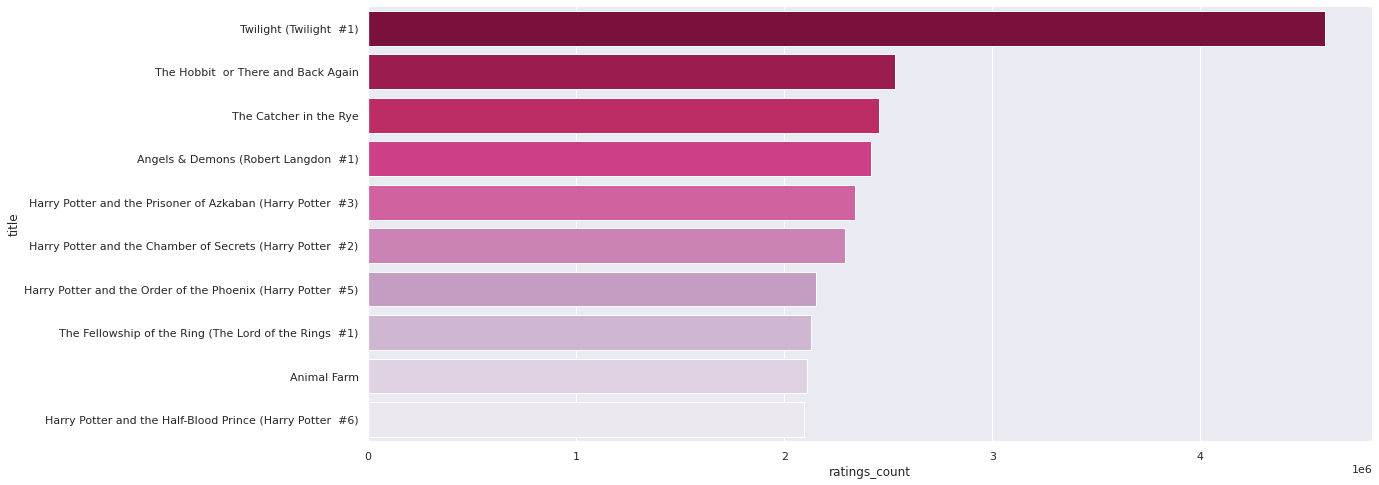 Twilight (Twilight  #1)
The Hobbit  or There and Back Again
The Catcher in the Rye
Angels & Demons (Robert Langdon  #1)
Harry Potter and the Prisoner of Azkaban (Harry Potter  #3)
Harry Potter and the Chamber of Secrets (Harry Potter  #2)
Harry Potter and the Order of the Phoenix (Harry Potter  #5)
The Fellowship of the Ring (The Lord of the Rings  #1)
Animal Farm
Harry Potter and the Half-Blood Prince (Harry Potter  #6)
title
0 1 2 3 4
1e6
ratings_count